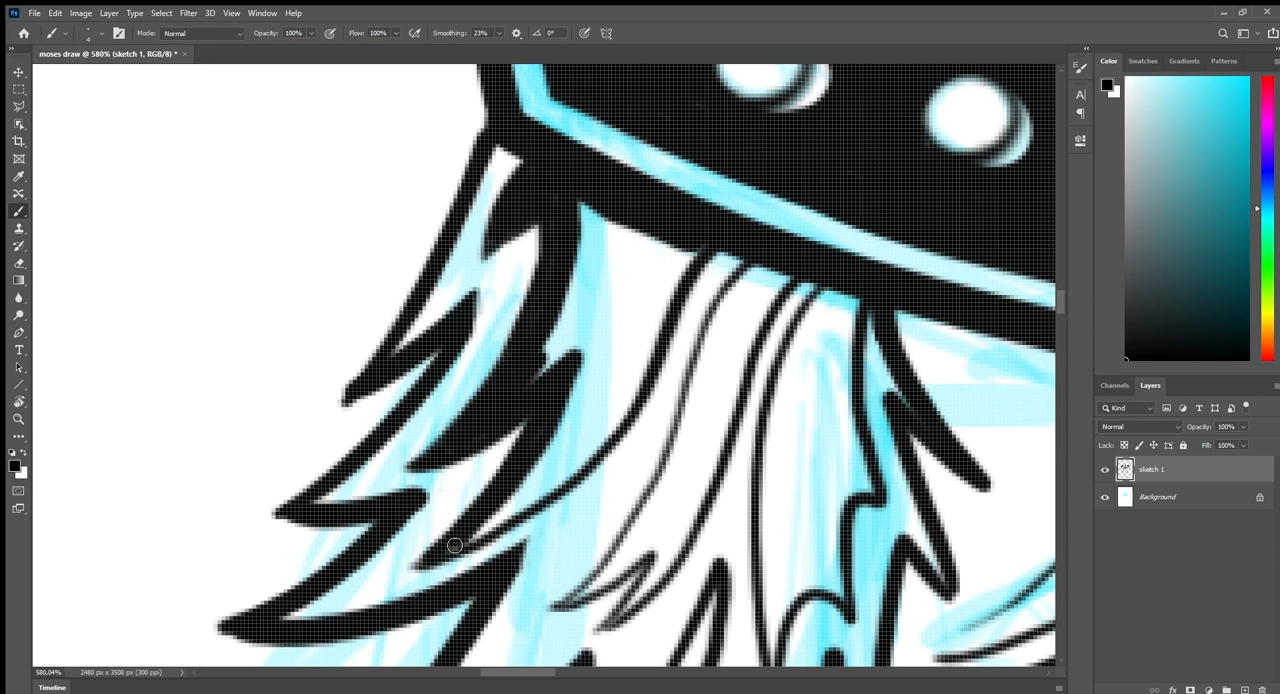 Ps File Edit Image Layer Type Select Filter 3D View Window Help
4 Mode: Normal Opacity: 100% Flow: 100% Smoothing: 23% 0°
moses draw @ 580% (sketch 1, RGB/8) * ×
Color Swatches Gradients Patterns
Channels Layers
Kind
Normal Opacity: 100%
Lock: Fill: 100%
sketch 1
Background
580.04% 2480 px x 3508 px (300 ppi)
Timeline
fx